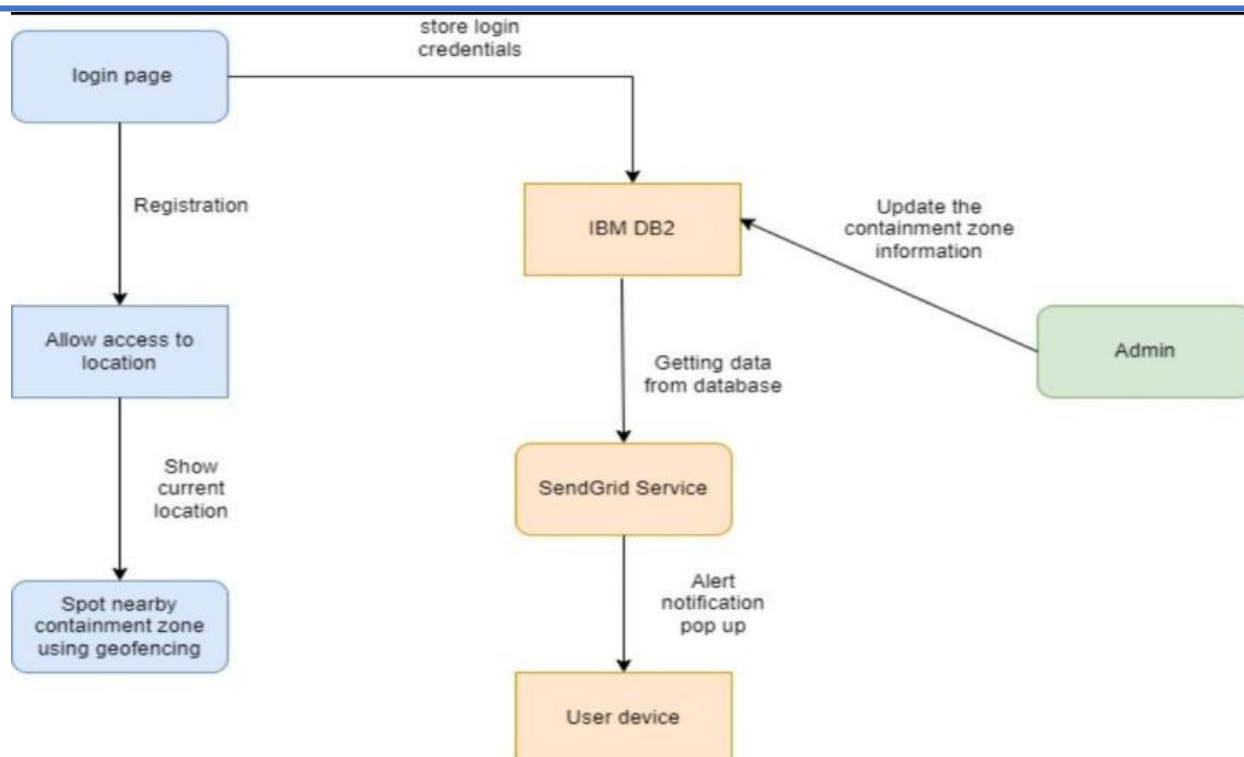 store login
credentials
login page
Registration
IBM DB2
Update the
containment zone
information
Allow access to
location
Admin
Getting data
from database
Show
current
location
SendGrid Service
Alert
notification
pop up
Spot nearby
containment zone
using geofencing
User device